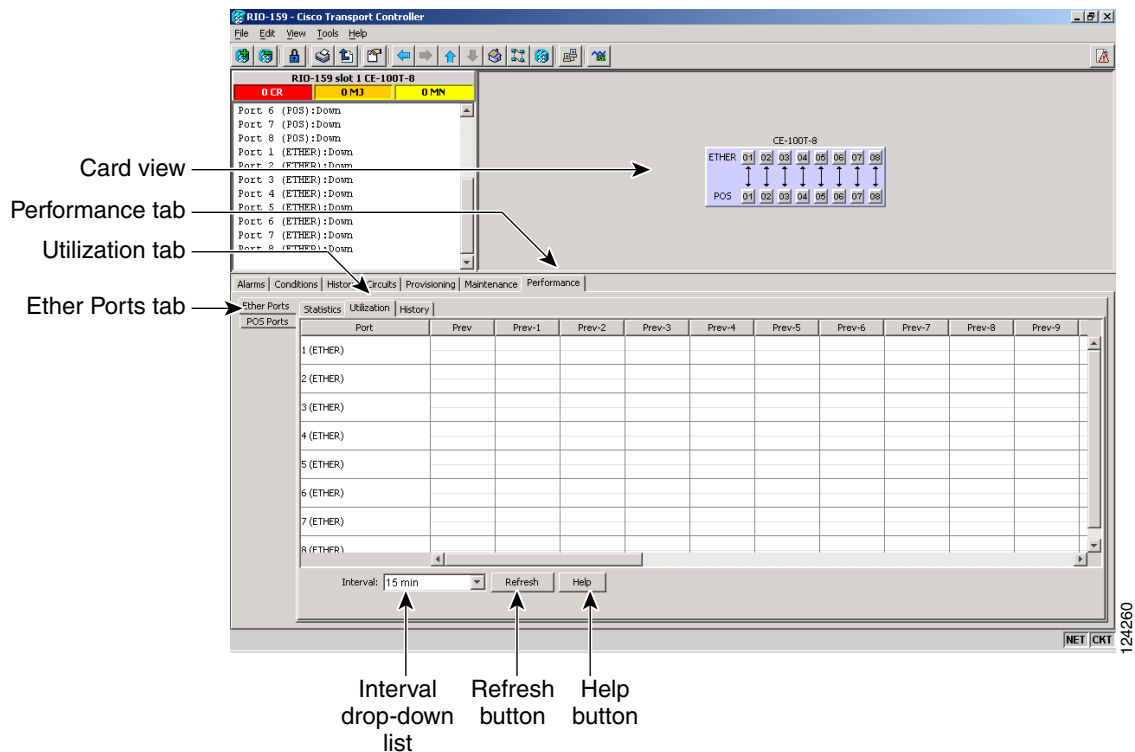 RIO-159 - Cisco Transport Controller
File Edit View Tools Help
RIO-159 slot 1 CE-100T-8
0 CR 0 MJ 0 MN
Port 6 (POS):Down
Port 7 (POS):Down
Port 8 (POS):Down
Port 1 (ETHER):Down
Port 2 (ETHER):Down
Port 3 (ETHER):Down
Port 4 (ETHER):Down
Port 5 (ETHER):Down
Port 6 (ETHER):Down
Port 7 (ETHER):Down
Port 8 (ETHER):Down
CE-100T-8
ETHER 01 02 03 04 05 06 07 08
POS 01 02 03 04 05 06 07 08
Card view
Performance tab
Utilization tab
Ether Ports tab
Alarms Conditions History Circuits Provisioning Maintenance Performance
Ether Ports
POS Ports
Statistics Utilization History
Port Prev Prev-1 Prev-2 Prev-3 Prev-4 Prev-5 Prev-6 Prev-7 Prev-8 Prev-9
1 (ETHER)
2 (ETHER)
3 (ETHER)
4 (ETHER)
5 (ETHER)
6 (ETHER)
7 (ETHER)
8 (ETHER)
Interval: 15 min Refresh Help
NET CKT
124260
Interval
drop-down
list
Refresh
button
Help
button